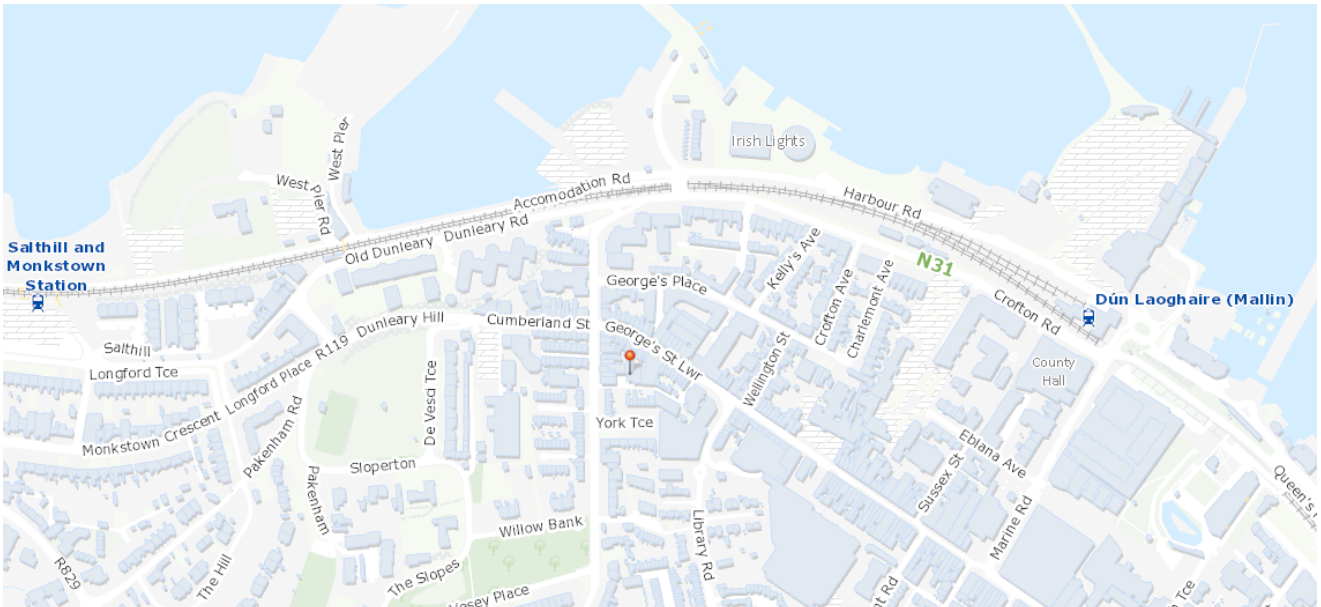 Irish Lights
West Pier
West Pier Rd
Accomodation Rd
Harbour Rd
Salthill and
Monkstown
Station
Old Dunleary
Dunleary Rd
Kelly's Ave
N31
George's Place
Crofton Ave
Charlemont Ave
Crofton Rd
Dún Laoghaire (Mallin)
Salthill
Longford Tce
Dunleary Hill
Cumberland St
George's St Lwr
Wellington St
County
Hall
Longford Place
R119
De Vesci Tce
Monkstown Crescent
Pakenham Rd
York Tce
Eblana Ave
Pakenham
Sloperton
Sussex St
Queen's
Willow Bank
Library Rd
Marine Rd
R829
The Hill
The Slopes
Vesey Place
nt Rd
Tce